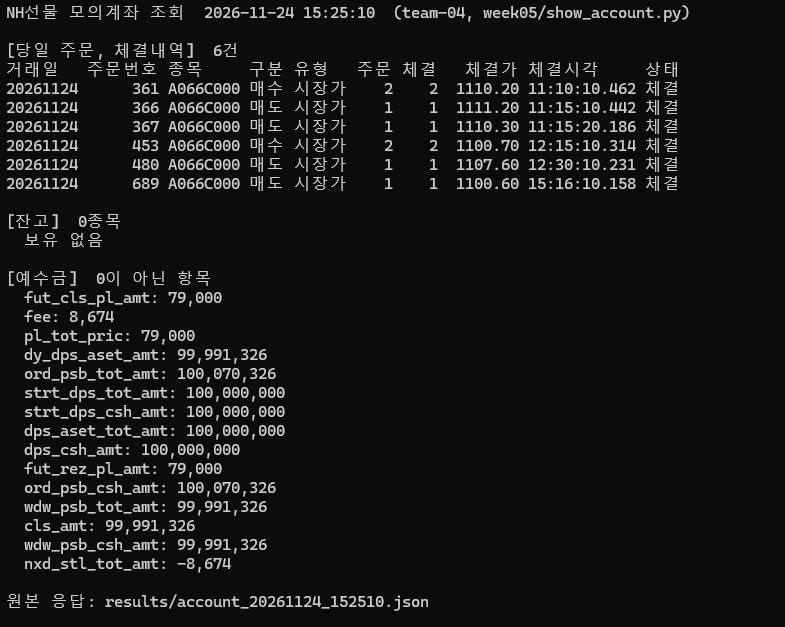 NH선물 모의계좌 조회  2026-11-24 15:25:10  (team-04, week05/show_account.py)
[당일 주문, 체결내역]  6건
거래일   주문번호 종목     구분 유형   주문 체결   체결가 체결시각     상태
20261124      361 A066C000 매수 시장가    2    2  1110.20 11:10:10.462 체결
20261124      366 A066C000 매도 시장가    1    1  1111.20 11:15:10.442 체결
20261124      367 A066C000 매도 시장가    1    1  1110.30 11:15:20.186 체결
20261124      453 A066C000 매수 시장가    2    2  1100.70 12:15:10.314 체결
20261124      480 A066C000 매도 시장가    1    1  1107.60 12:30:10.231 체결
20261124      689 A066C000 매도 시장가    1    1  1100.60 15:16:10.158 체결
[잔고]  0종목
보유 없음
[예수금]  0이 아닌 항목
fut_cls_pl_amt: 79,000
fee: 8,674
pl_tot_pric: 79,000
dy_dps_aset_amt: 99,991,326
ord_psb_tot_amt: 100,070,326
strt_dps_tot_amt: 100,000,000
strt_dps_csh_amt: 100,000,000
dps_aset_tot_amt: 100,000,000
dps_csh_amt: 100,000,000
fut_rez_pl_amt: 79,000
ord_psb_csh_amt: 100,070,326
wdw_psb_tot_amt: 99,991,326
cls_amt: 99,991,326
wdw_psb_csh_amt: 99,991,326
nxd_stl_tot_amt: -8,674
원본 응답: results/account_20261124_152510.json